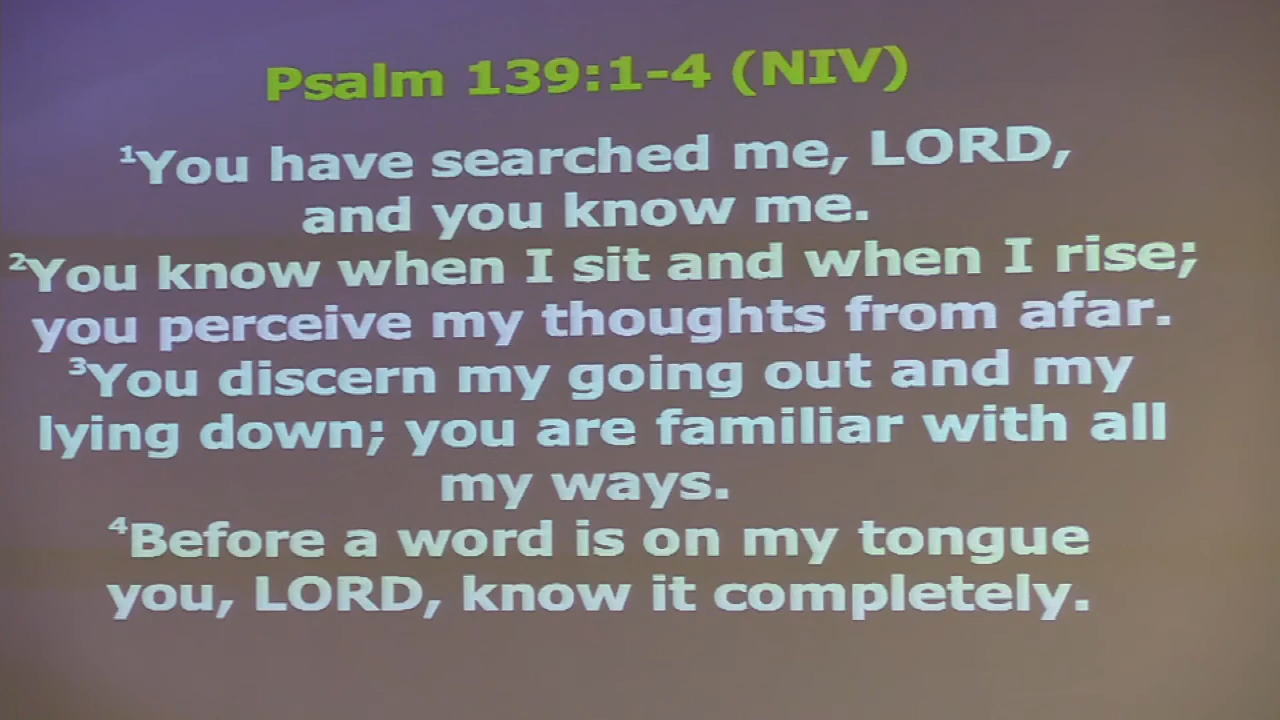 Psalm 139:1-4 (NIV)
¹You have searched me, LORD,
and you know me.
²You know when I sit and when I rise;
you perceive my thoughts from afar.
³You discern my going out and my
lying down; you are familiar with all
my ways.
⁴Before a word is on my tongue
you, LORD, know it completely.